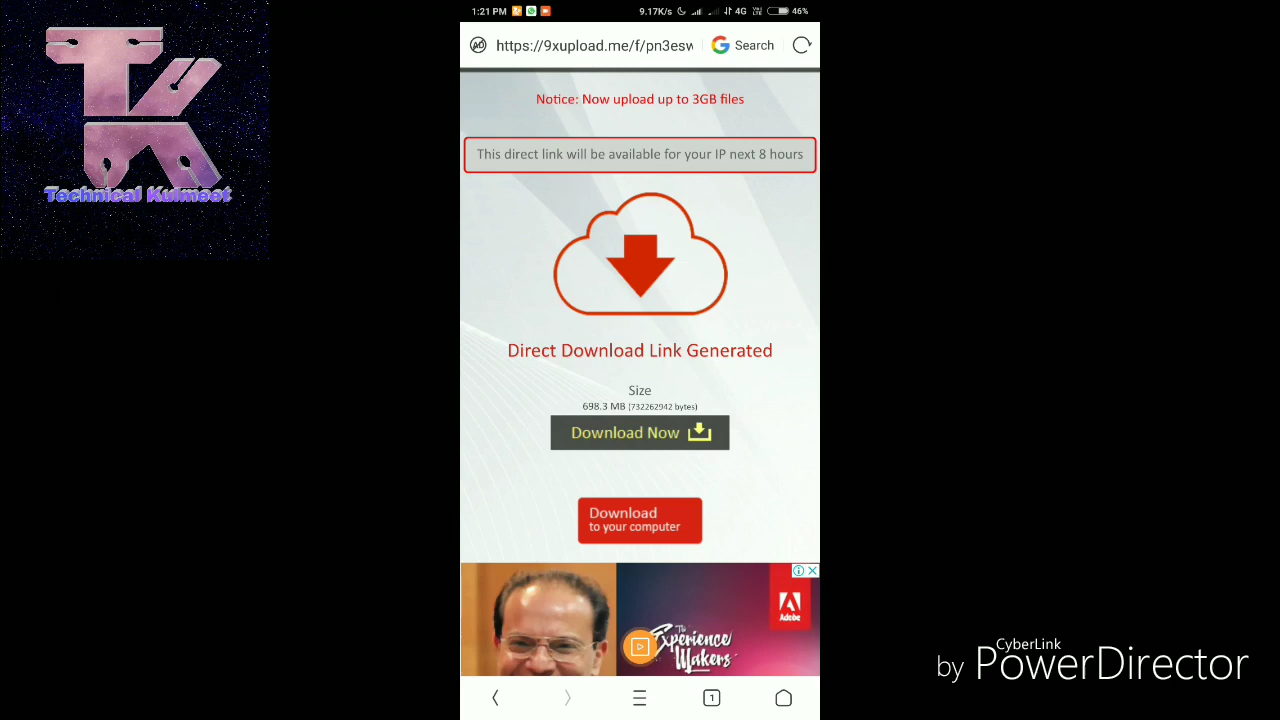 1:21 PM
9.17K/s
4G
46%
TK
Technical Kulmeet
https://9xupload.me/f/pn3esw
Search
Notice: Now upload up to 3GB files
This direct link will be available for your IP next 8 hours
Direct Download Link Generated
Size
698.3 MB (732262942 bytes)
Download Now
Download
to your computer
The
Experience
Makers
Adobe
1
CyberLink
by PowerDirector